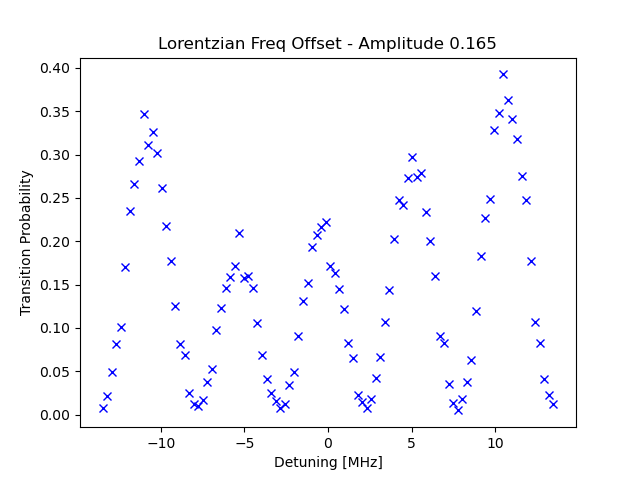 Lorentzian Freq Offset - Amplitude 0.165
0.40
0.35
0.30
0.25
0.20
0.15
0.10
0.05
0.00
Transition Probability
−10 −5 0 5 10
Detuning [MHz]